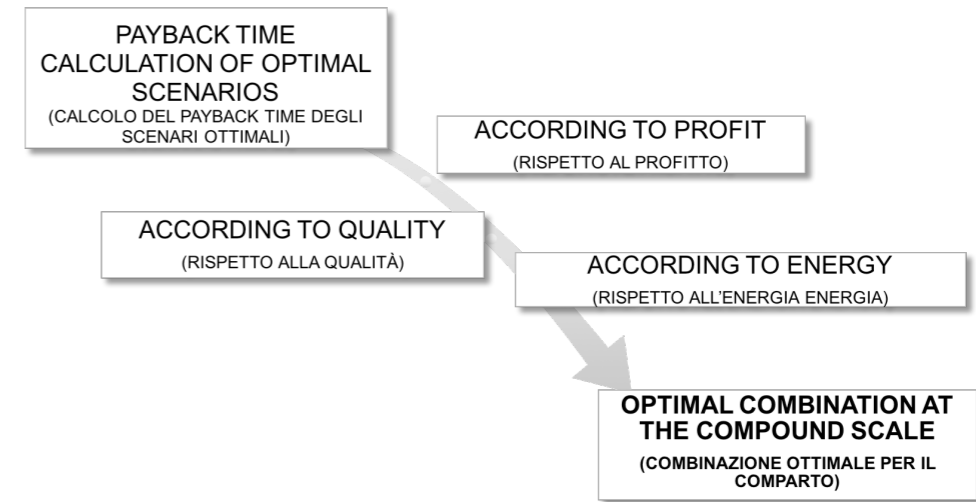 PAYBACK TIME
CALCULATION OF OPTIMAL
SCENARIOS
(CALCOLO DEL PAYBACK TIME DEGLI
SCENARI OTTIMALI)
ACCORDING TO PROFIT
(RISPETTO AL PROFITTO)
ACCORDING TO QUALITY
(RISPETTO ALLA QUALITÀ)
ACCORDING TO ENERGY
(RISPETTO ALL'ENERGIA ENERGIA)
OPTIMAL COMBINATION AT
THE COMPOUND SCALE
(COMBINAZIONE OTTIMALE PER IL
COMPARTO)